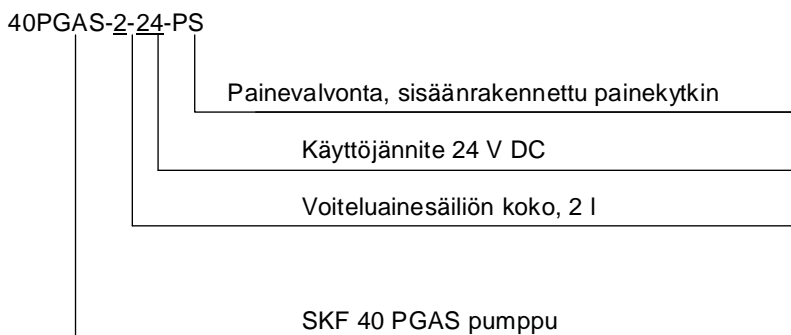 40PGAS-2-24-PS
Painevalvonta, sisäänrakennettu painekytkin
Käyttöjännite 24 V DC
Voiteluainesäiliön koko, 2 l
SKF 40 PGAS pumppu